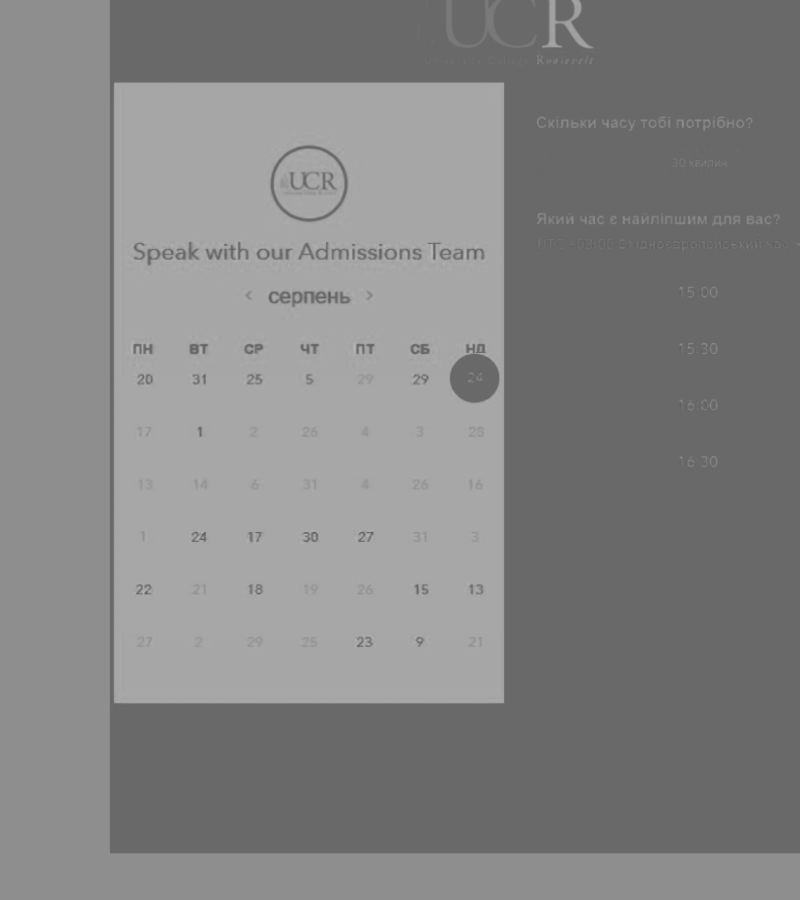 UCR
University College Roosevelt
UCR
Speak with our Admissions Team
< серпень >
ПН ВТ СР ЧТ ПТ СБ НД
20 31 25 5 29 29 24
17 1 2 26 4 3 28
13 14 6 31 4 26 16
1 24 17 30 27 31 3
22 21 18 19 26 15 13
27 2 29 25 23 9 21
Скільки часу тобі потрібно?
30 хвилин
Який час є найліпшим для вас?
UTC +03:00 Східноєвропейський час
15:00
15:30
16:00
16:30